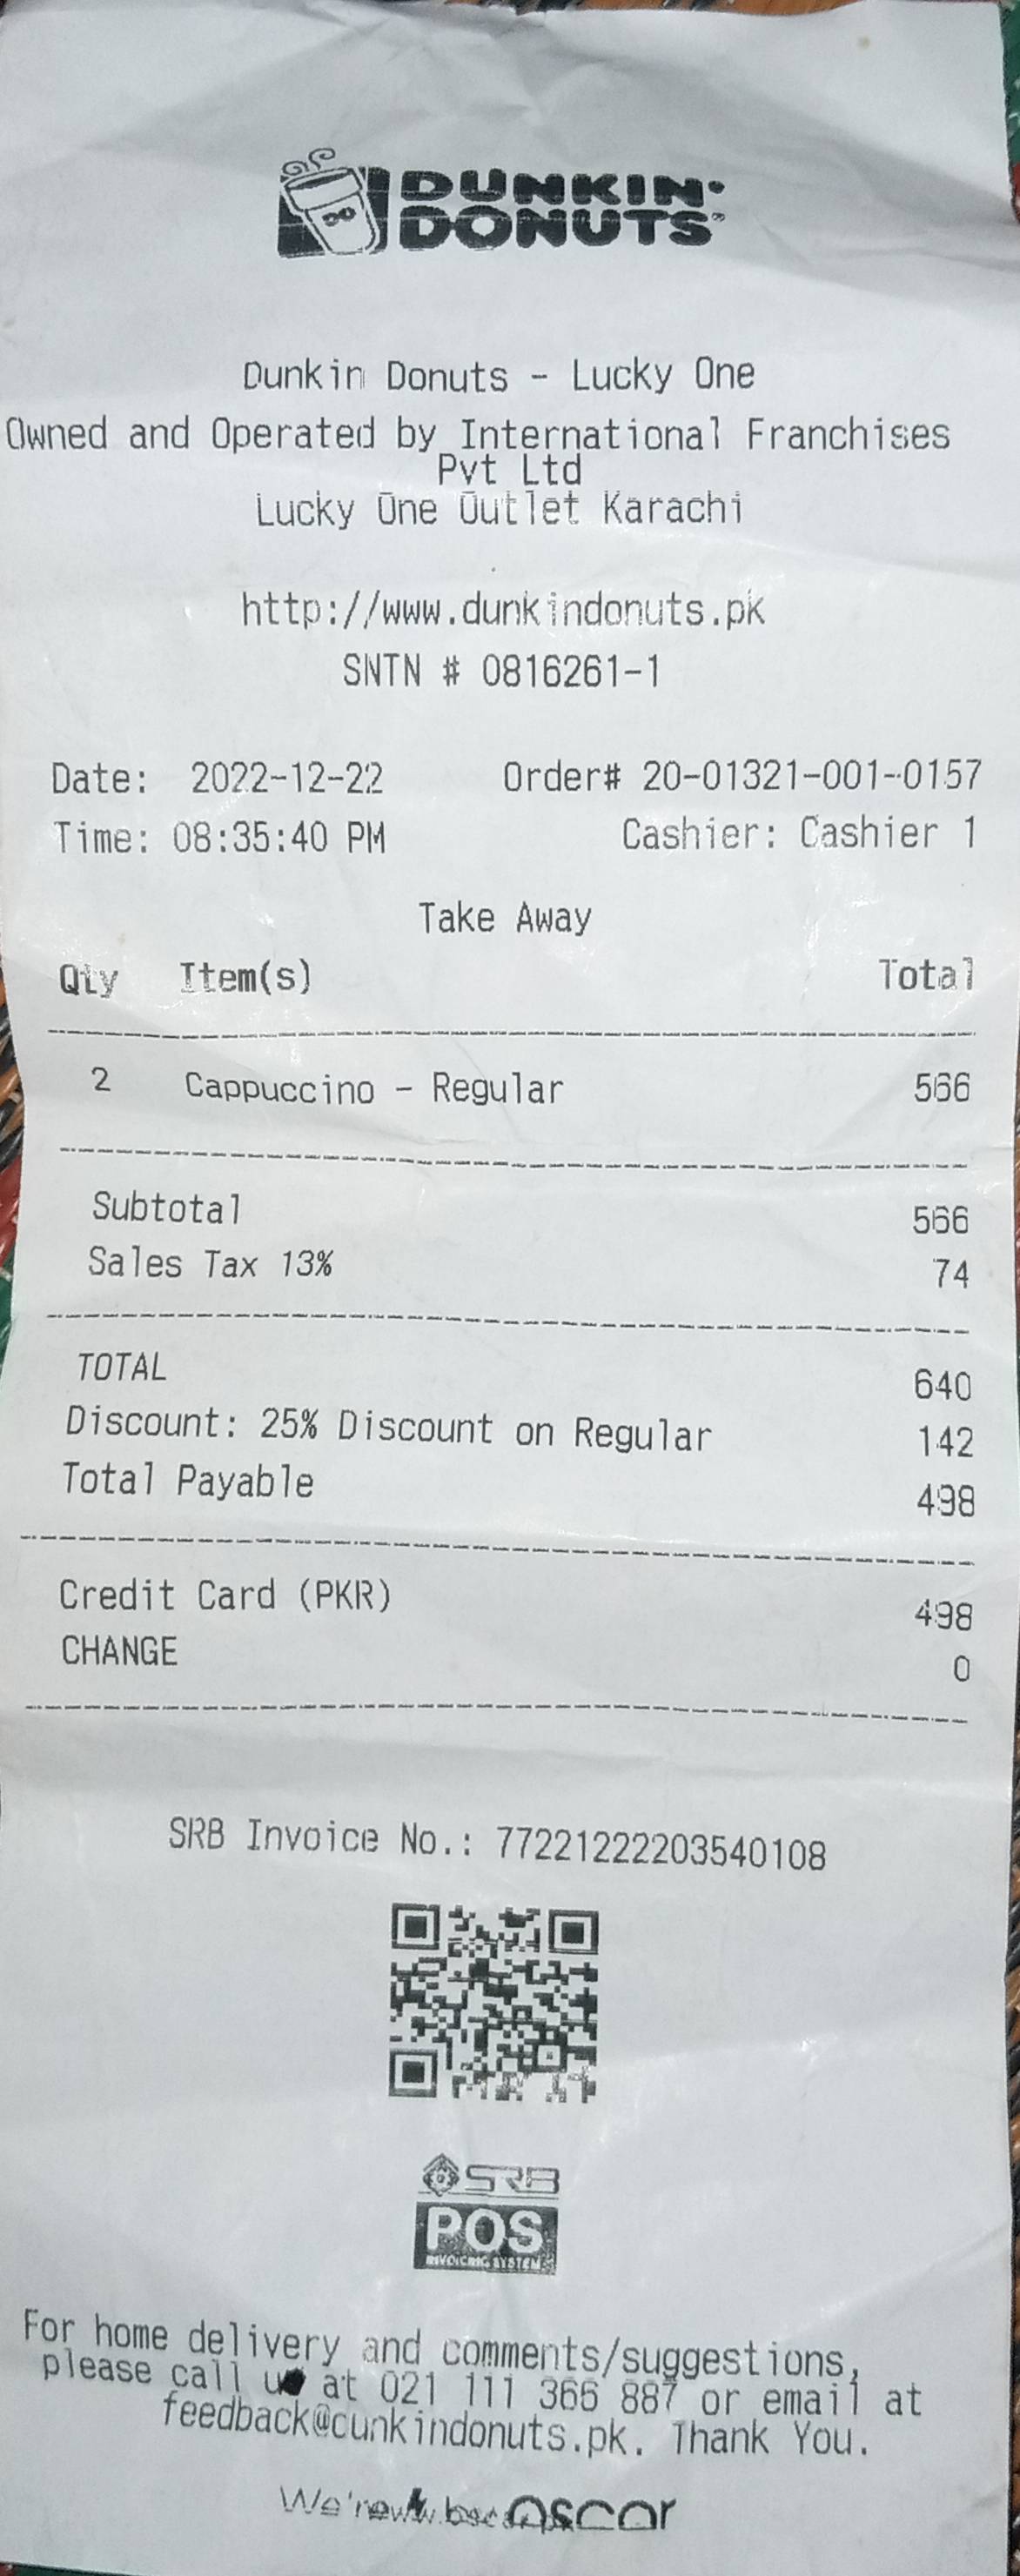 DD
DUNKIN'
DONUTS
Dunkin Donuts - Lucky One
Owned and Operated by International Franchises
Pvt Ltd
Lucky One Outlet Karachi
http://www.dunkindonuts.pk
SNTN # 0816261-1
Date: 2022-12-22 Order# 20-01321-001-0157
Time: 08:35:40 PM Cashier: Cashier 1
Take Away
Qty Item(s) Total
2 Cappuccino - Regular 566
Subtotal 566
Sales Tax 13% 74
TOTAL 640
Discount: 25% Discount on Regular 142
Total Payable 498
Credit Card (PKR) 498
CHANGE 0
SRB Invoice No.: 77221222203540108
SRB
POS
INVOICING SYSTEM
For home delivery and comments/suggestions,
please call us at 021 111 366 887 or email at
feedback@cunkindonuts.pk. Thank You.
oscar